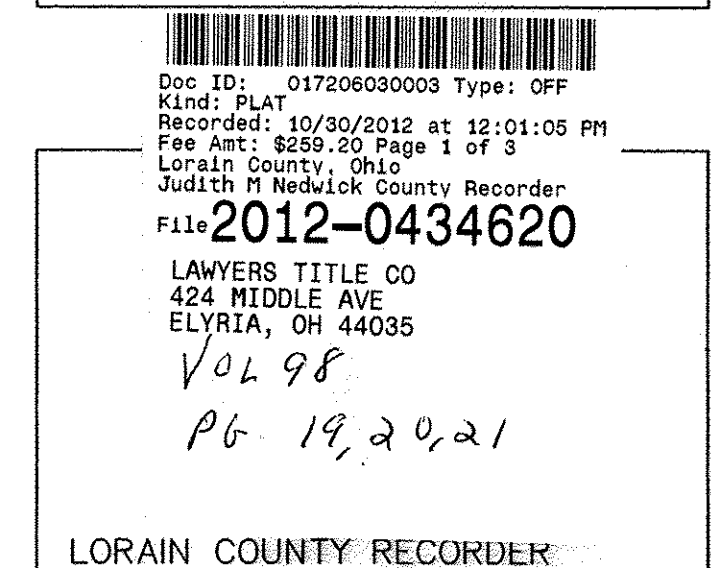 Doc ID: 017206030003 Type: OFF
Kind: PLAT
Recorded: 10/30/2012 at 12:01:05 PM
Fee Amt: $259.20 Page 1 of 3
Lorain County, Ohio
Judith M Nedwick County Recorder
File 2012-0434620
LAWYERS TITLE CO
424 MIDDLE AVE
ELYRIA, OH 44035
VOL 98
PG 19, 20, 21
LORAIN COUNTY RECORDER